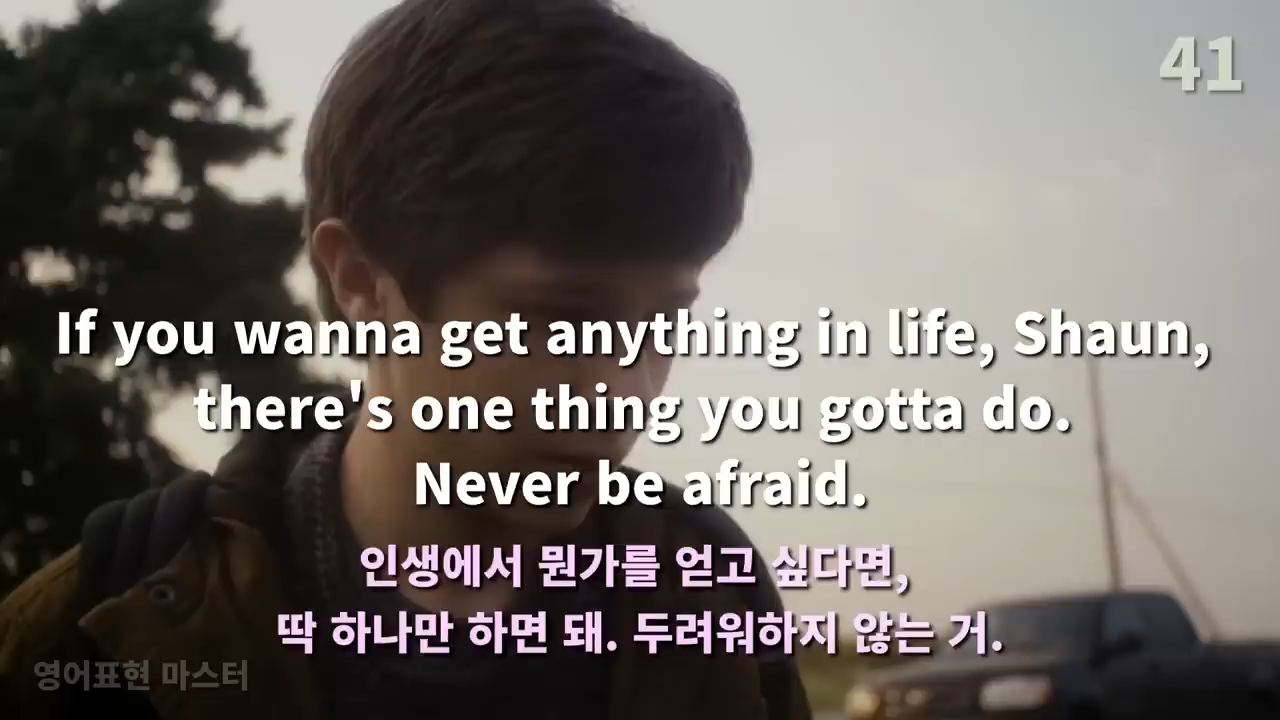 41
If you wanna get anything in life, Shaun,
there's one thing you gotta do.
Never be afraid.
인생에서 뭔가를 얻고 싶다면,
딱 하나만 하면 돼. 두려워하지 않는 거.
영어표현 마스터